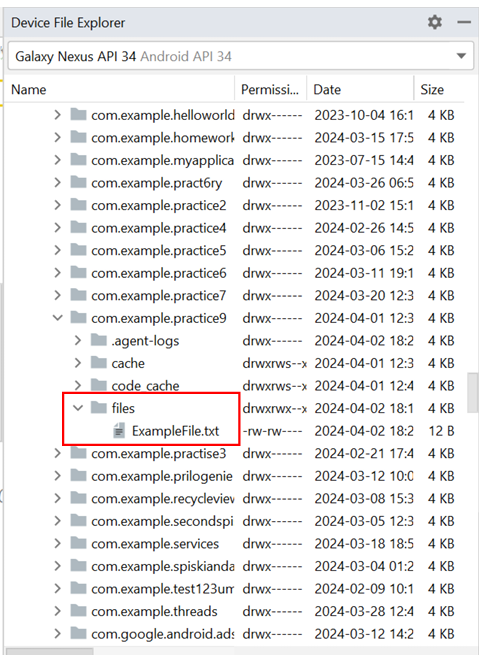 Device File Explorer
Galaxy Nexus API 34 Android API 34
Name Permissi... Date Size
com.example.helloworld drwx------ 2023-10-04 16:1 4 KB
com.example.homework drwx------ 2024-03-15 17:5 4 KB
com.example.myapplica drwx------ 2023-07-15 14:4 4 KB
com.example.pract6ry drwx------ 2024-03-26 06:5 4 KB
com.example.practice2 drwx------ 2023-11-02 15:1 4 KB
com.example.practice4 drwx------ 2024-02-26 14:5 4 KB
com.example.practice5 drwx------ 2024-03-06 15:2 4 KB
com.example.practice6 drwx------ 2024-03-11 19:1 4 KB
com.example.practice7 drwx------ 2024-03-20 12:3 4 KB
com.example.practice9 drwx------ 2024-04-01 12:3 4 KB
.agent-logs drwx------ 2024-04-02 18:2 4 KB
cache drwxrws--x 2024-04-01 12:3 4 KB
code_cache drwxrws--x 2024-04-01 12:4 4 KB
files drwxrwx--x 2024-04-02 18:1 4 KB
ExampleFile.txt -rw-rw---- 2024-04-02 18:2 12 B
com.example.practise3 drwx------ 2024-02-21 17:4 4 KB
com.example.prilogenie drwx------ 2024-03-12 10:0 4 KB
com.example.recycleview drwx------ 2024-03-08 15:3 4 KB
com.example.secondspi drwx------ 2024-03-05 12:3 4 KB
com.example.services drwx------ 2024-03-18 18:5 4 KB
com.example.spiskianda drwx------ 2024-03-04 01:2 4 KB
com.example.test123um drwx------ 2024-02-09 10:1 4 KB
com.example.threads drwx------ 2024-03-28 12:4 4 KB
com.google.android.ads drwx------ 2024-03-12 14:2 4 KB